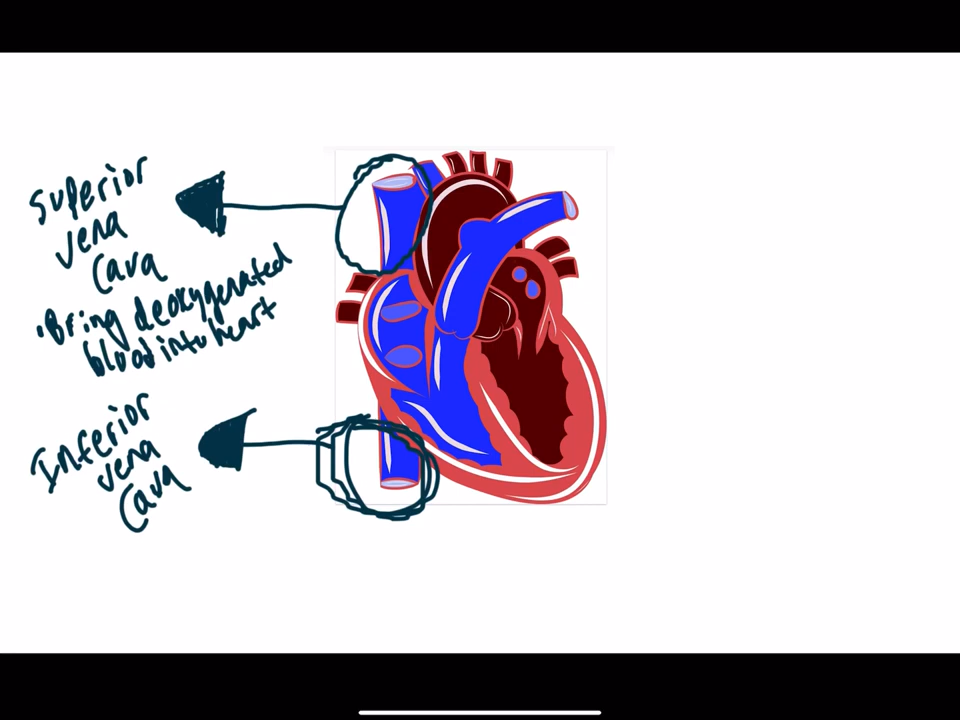 Superior
vena
Cava
•Bring deoxygenated
blood into heart
Inferior
vena
Cava